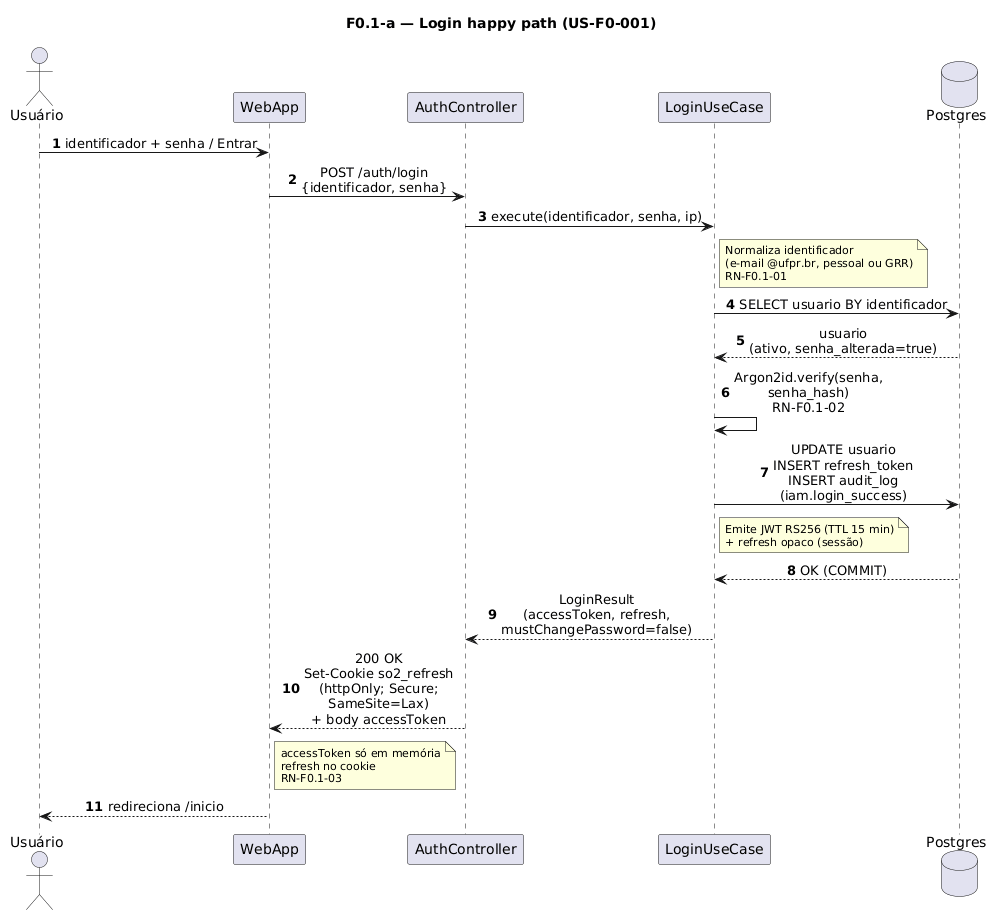 F0.1-a — Login happy path (US-F0-001)
Usuário
WebApp
AuthController
LoginUseCase
Postgres
1 identificador + senha / Entrar
2 POST /auth/login
{identificador, senha}
3 execute(identificador, senha, ip)
Normaliza identificador
(e-mail @ufpr.br, pessoal ou GRR)
RN-F0.1-01
4 SELECT usuario BY identificador
5 usuario
(ativo, senha_alterada=true)
6 Argon2id.verify(senha,
senha_hash)
RN-F0.1-02
7 UPDATE usuario
INSERT refresh_token
INSERT audit_log
(iam.login_success)
Emite JWT RS256 (TTL 15 min)
+ refresh opaco (sessão)
8 OK (COMMIT)
9 LoginResult
(accessToken, refresh,
mustChangePassword=false)
10 200 OK
Set-Cookie so2_refresh
(httpOnly; Secure;
SameSite=Lax)
+ body accessToken
accessToken só em memória
refresh no cookie
RN-F0.1-03
11 redireciona /inicio
Usuário
WebApp
AuthController
LoginUseCase
Postgres